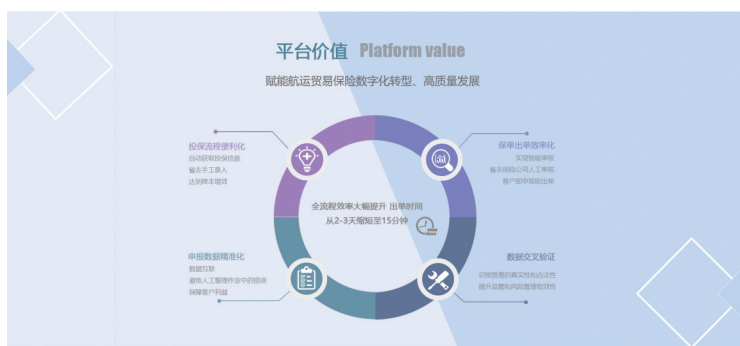 平台价值 Platform value
赋能航运贸易保险数字化转型、高质量发展
投保流程便利化
自动获取投保信息
省去手工录入
达到降本增效
保单出单效率化
实现智能审核
省去保险公司人工审核
客户即申报即出单
全流程效率大幅提升 出单时间
从2-3天缩短至15分钟
申报数据精准化
数据互联
避免人工整理作业中的错误
保障客户利益
数据交叉验证
识别贸易的真实性和合法性
提升监管和风险管理有效性